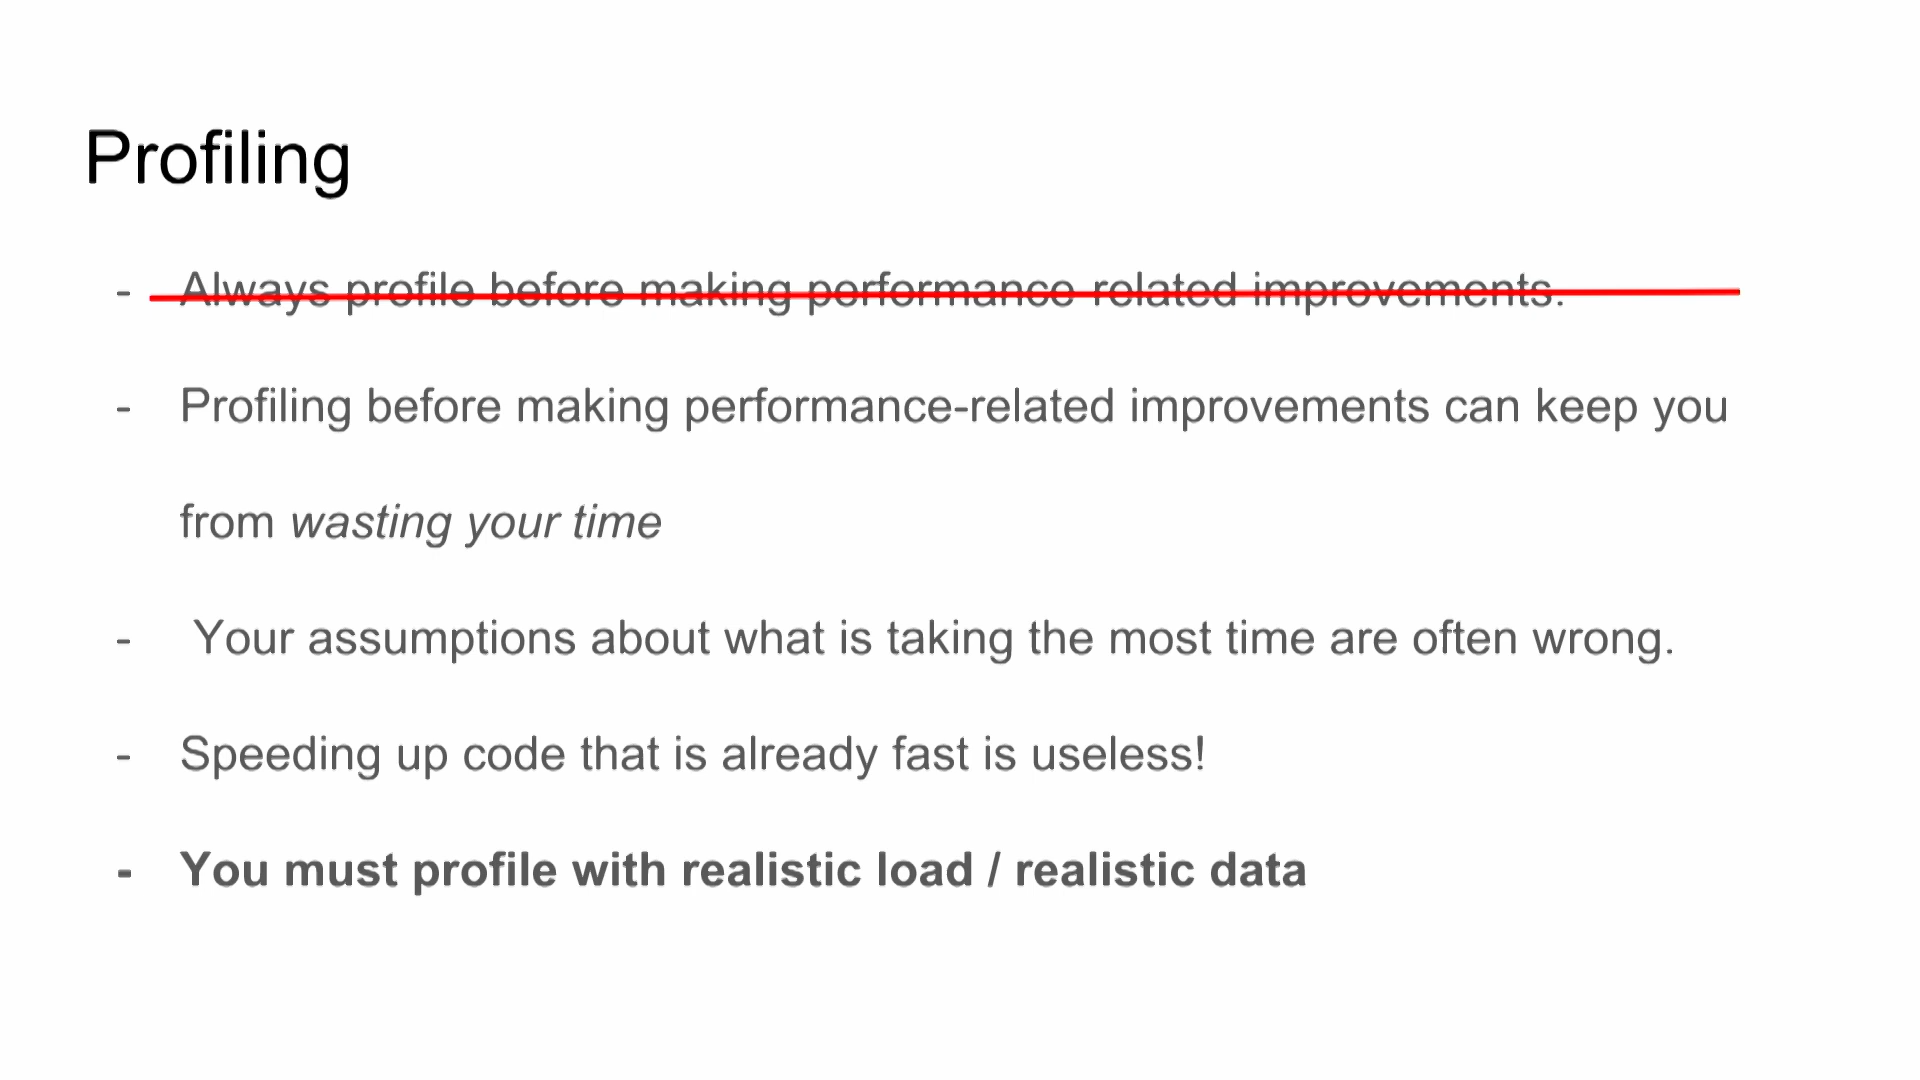 Profiling
- Always profile before making performance-related improvements.
- Profiling before making performance-related improvements can keep you
from wasting your time
- Your assumptions about what is taking the most time are often wrong.
- Speeding up code that is already fast is useless!
- You must profile with realistic load / realistic data